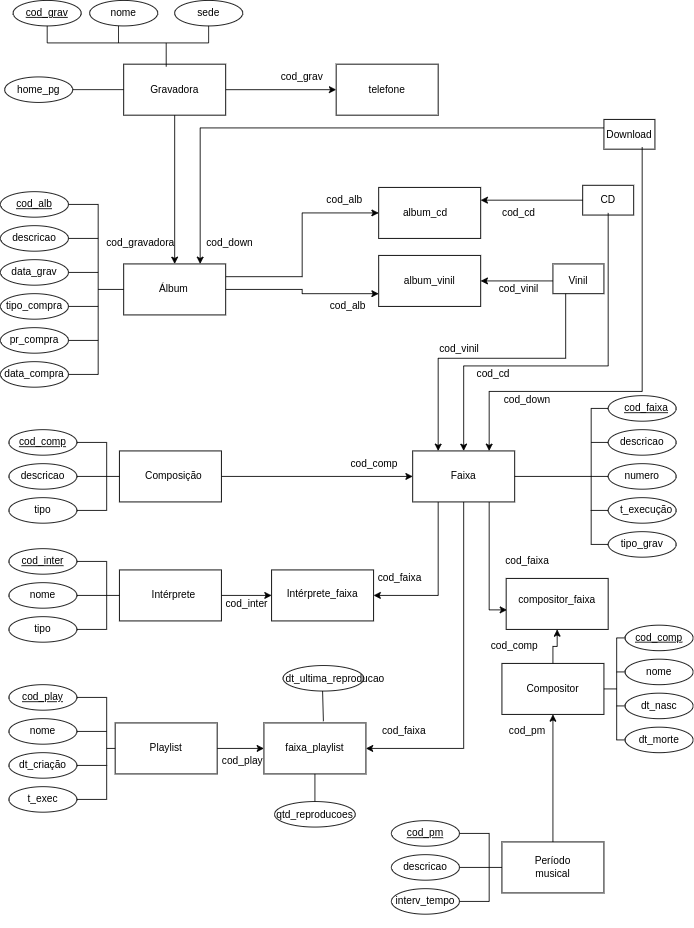 cod_grav
nome
sede
home_pg
Gravadora
cod_grav
telefone
Download
cod_alb
descricao
data_grav
tipo_compra
pr_compra
data_compra
cod_gravadora
cod_down
Álbum
cod_alb
album_cd
cod_cd
CD
album_vinil
cod_vinil
Vinil
cod_alb
cod_vinil
cod_cd
cod_down
cod_faixa
descricao
numero
t_execução
tipo_grav
cod_comp
descricao
tipo
Composição
cod_comp
Faixa
cod_inter
nome
tipo
Intérprete
cod_inter
Intérprete_faixa
cod_faixa
cod_faixa
compositor_faixa
cod_comp
Compositor
cod_comp
nome
dt_nasc
dt_morte
cod_pm
cod_play
nome
dt_criação
t_exec
Playlist
cod_play
dt_ultima_reproducao
faixa_playlist
cod_faixa
qtd_reproducoes
cod_pm
descricao
interv_tempo
Período
musical